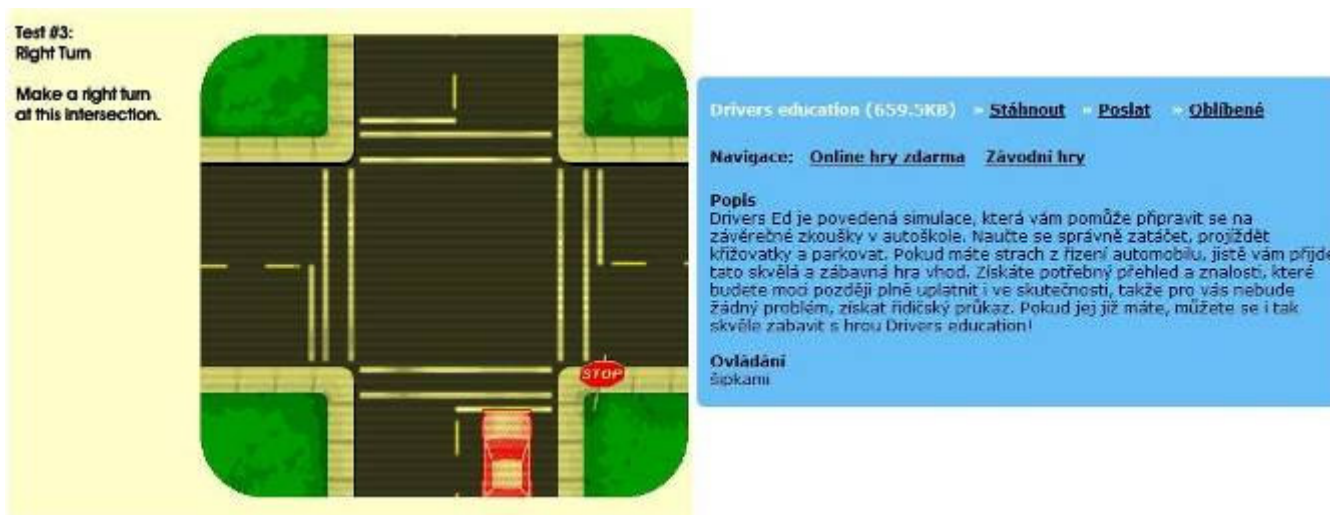 Test #3:
Right Turn
Make a right turn
at this intersection.
STOP
Drivers education (659.5KB) » Stáhnout » Poslat » Oblíbené
Navigace: Online hry zdarma Závodní hry
Popis
Drivers Ed je povedená simulace, která vám pomůže připravit se na
závěrečné zkoušky v autoškole. Naučte se správně zatáčet, projíždět
křižovatky a parkovat. Pokud máte strach z řízení automobilu, jistě vám přijde
tato skvělá a zábavná hra vhod. Získáte potřebný přehled a znalosti, které
budete moci později plně uplatnit i ve skutečnosti, takže pro vás nebude
žádný problém, získat řidičský průkaz. Pokud jej již máte, můžete se i tak
skvěle zabavit s hrou Drivers education!
Ovládání
šipkami